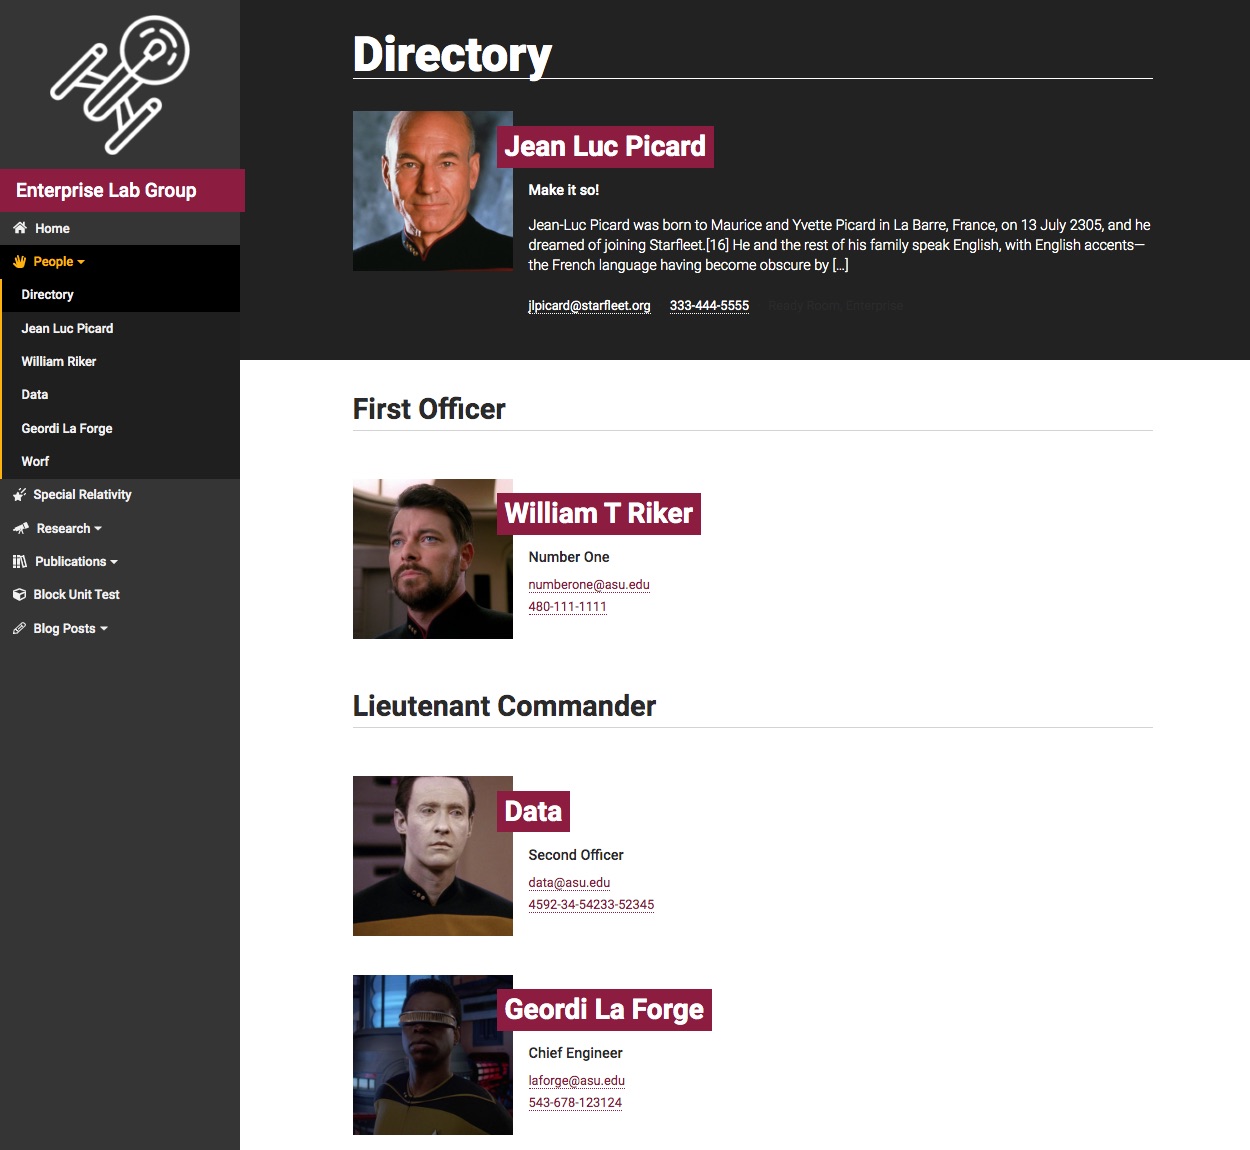 Enterprise Lab Group
Home
People
Directory
Jean Luc Picard
William Riker
Data
Geordi La Forge
Worf
Special Relativity
Research
Publications
Block Unit Test
Blog Posts
Directory
Jean Luc Picard
Make it so!
Jean-Luc Picard was born to Maurice and Yvette Picard in La Barre, France, on 13 July 2305, and he
dreamed of joining Starfleet.[16] He and the rest of his family speak English, with English accents—
the French language having become obscure by [...]
jlpicard@starfleet.org 333-444-5555 Ready Room, Enterprise
First Officer
William T Riker
Number One
numberone@asu.edu
480-111-1111
Lieutenant Commander
Data
Second Officer
data@asu.edu
4592-34-54233-52345
Geordi La Forge
Chief Engineer
laforge@asu.edu
543-678-123124